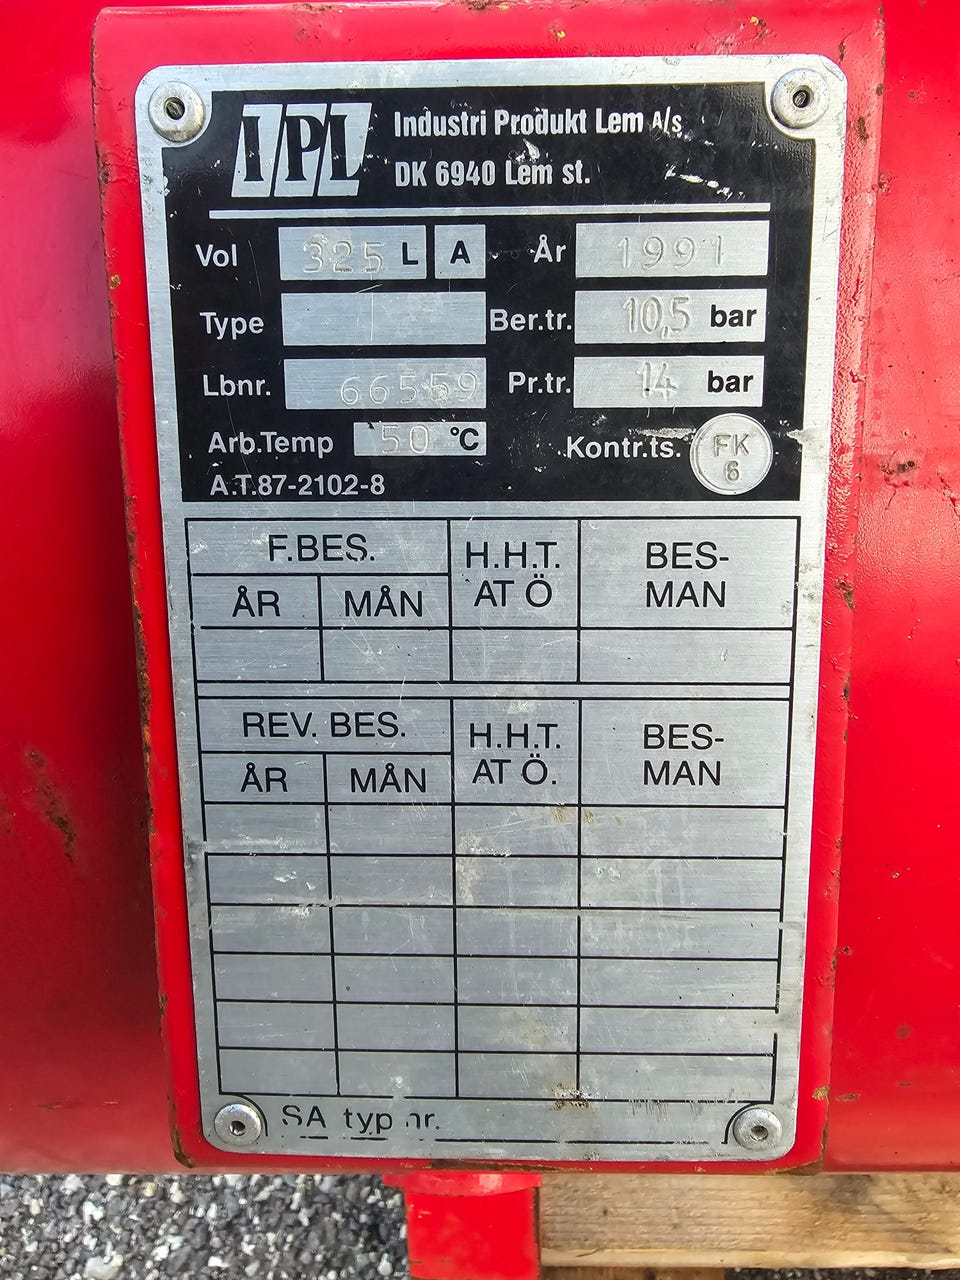 IPL Industri Produkt Lem A/s
DK 6940 Lem st.
Vol 325 L A År 1991
Type Ber.tr. 10,5 bar
Lbnr. 66559 Pr.tr. 14 bar
Arb.Temp 50 °C Kontr.ts. FK 6
A.T.87-2102-8
F.BES. H.H.T. AT Ö BES-MAN
ÅR MÅN
REV. BES. H.H.T. AT Ö. BES-MAN
ÅR MÅN
SA typ nr.